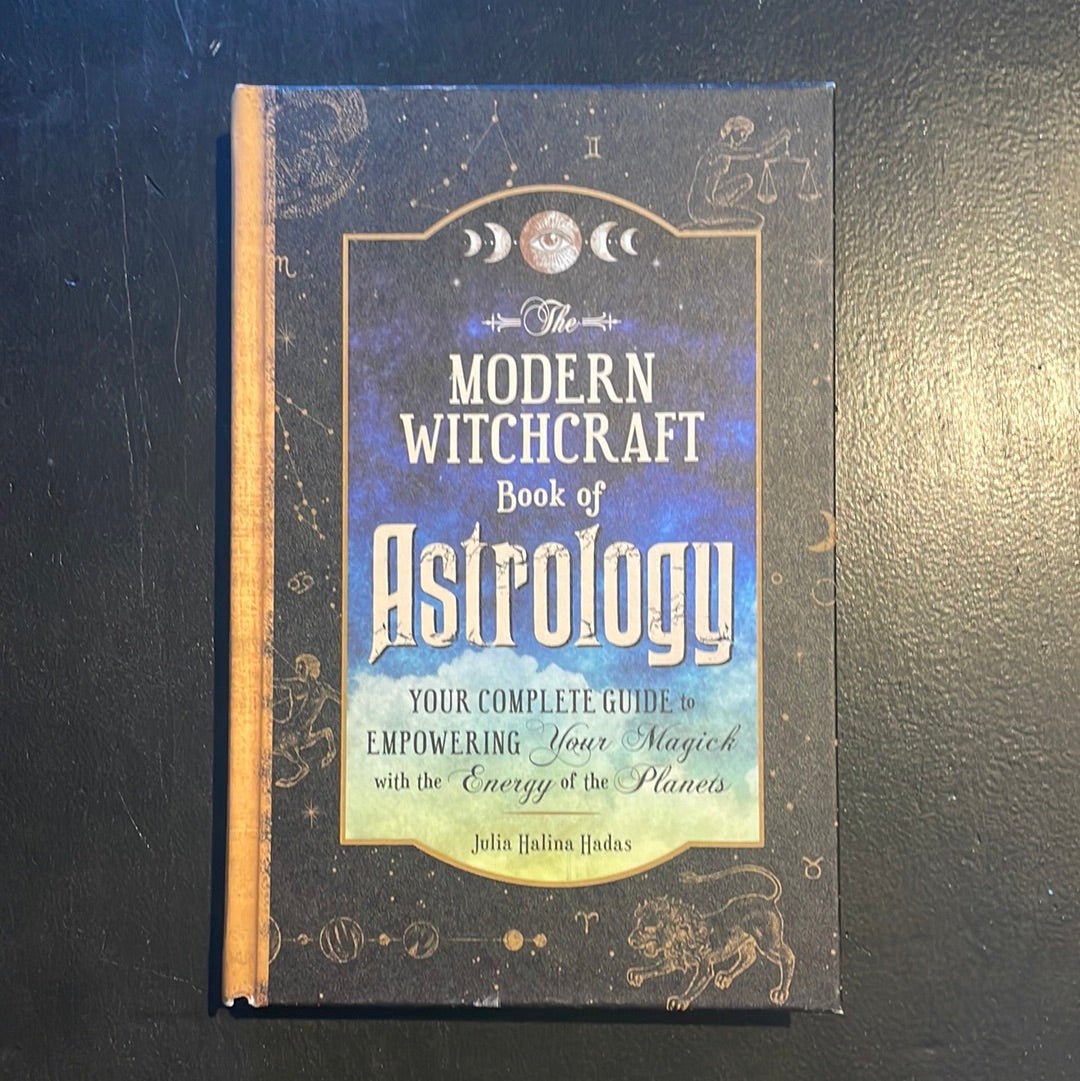 The
MODERN
WITCHCRAFT
Book of
Astrology
YOUR COMPLETE GUIDE to
EMPOWERING Your Magick
with the Energy of the Planets
Julia Halina Hadas